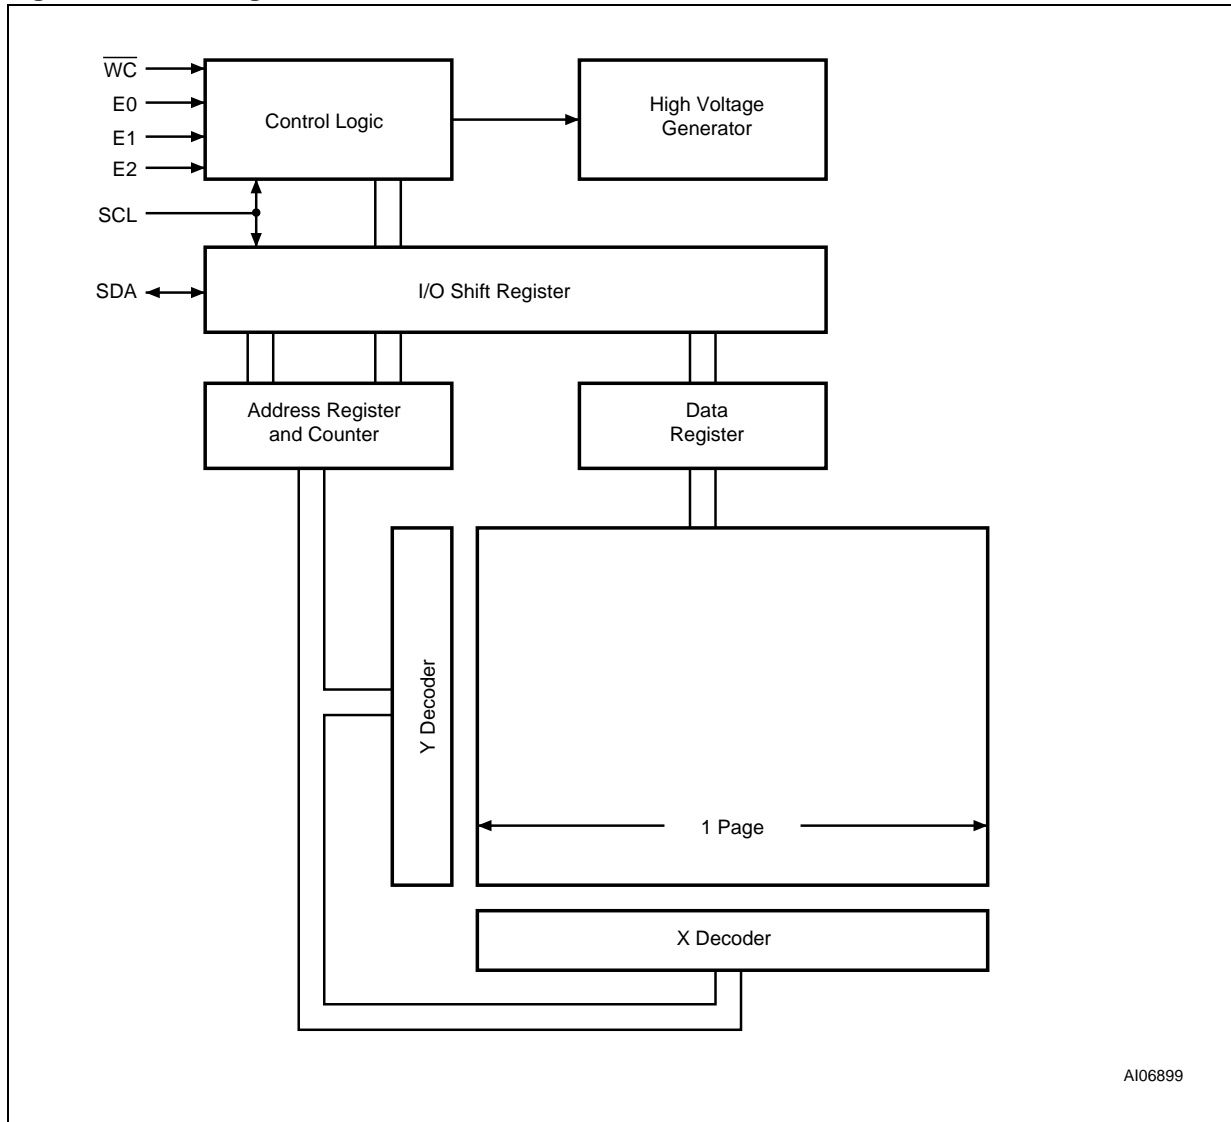 WC
Control Logic
High Voltage
Generator
E0
E1
E2
SCL
SDA
I/O Shift Register
Address Register
and Counter
Data
Register
Y Decoder
1 Page
X Decoder
AI06899